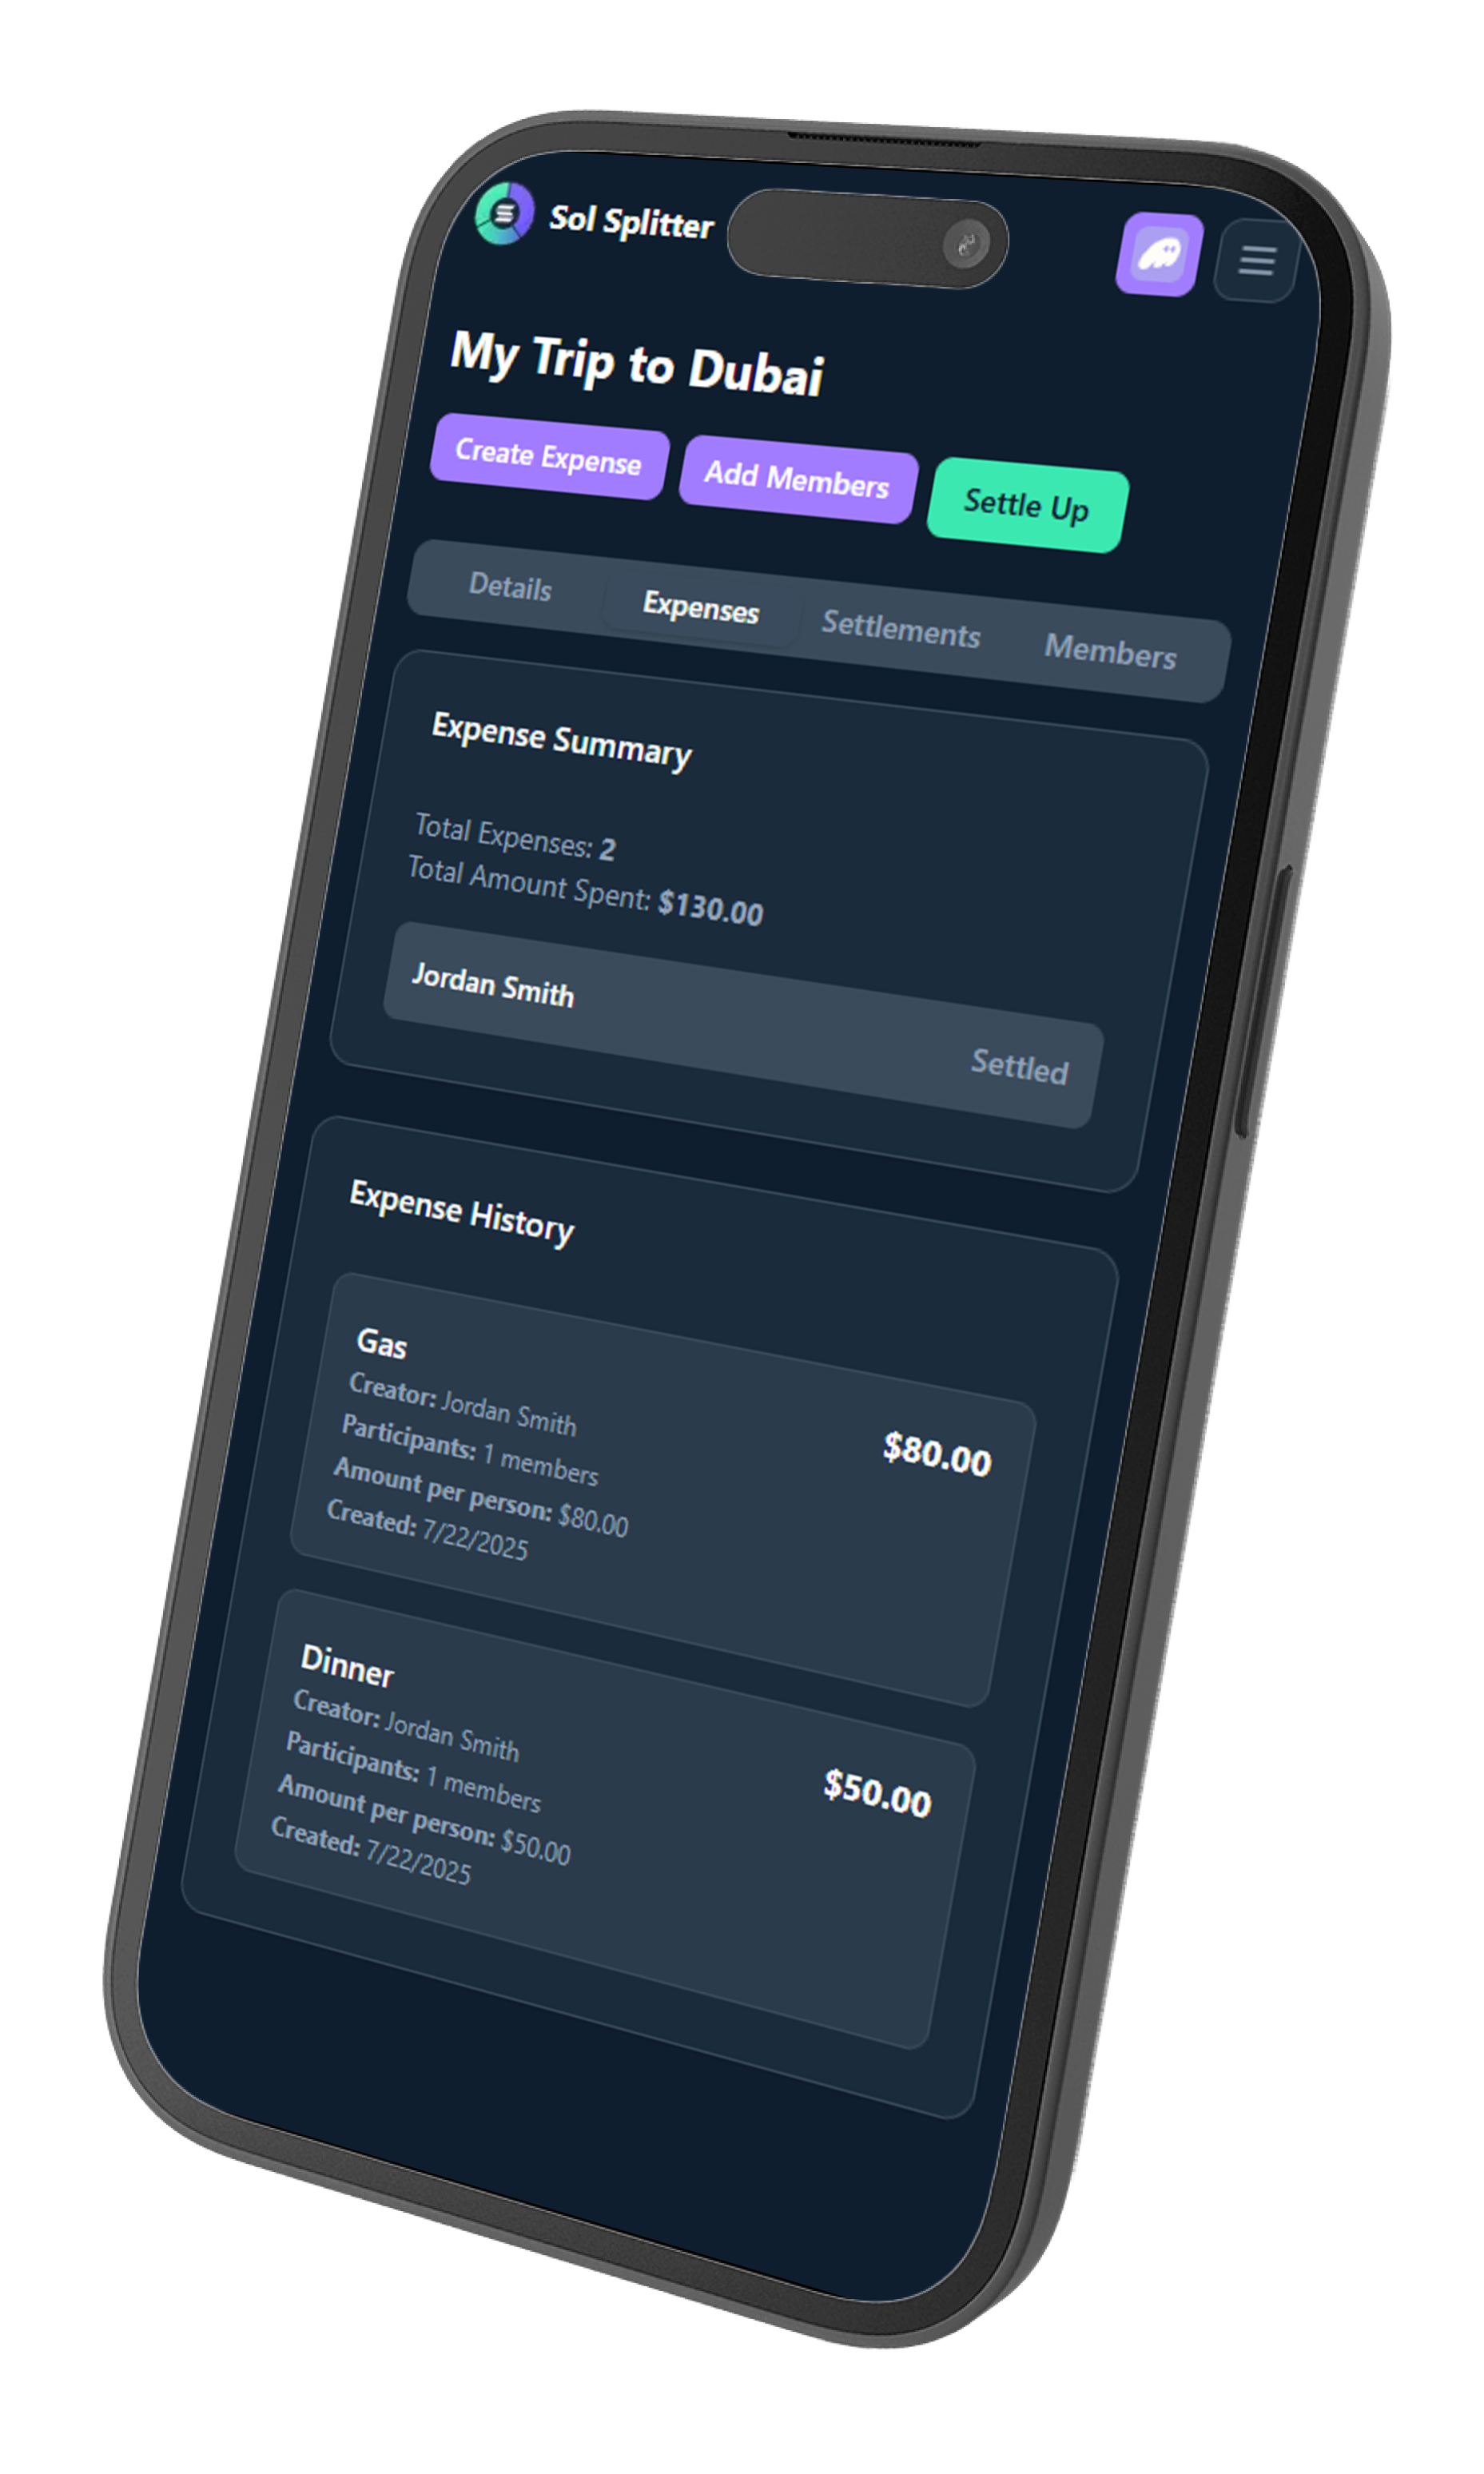 Sol Splitter
My Trip to Dubai
Create Expense
Add Members
Settle Up
Details
Expenses
Settlements
Members
Expense Summary
Total Expenses: 2
Total Amount Spent: $130.00
Jordan Smith
Settled
Expense History
Gas
Creator: Jordan Smith
Participants: 1 members
Amount per person: $80.00
Created: 7/22/2025
$80.00
Dinner
Creator: Jordan Smith
Participants: 1 members
Amount per person: $50.00
Created: 7/22/2025
$50.00